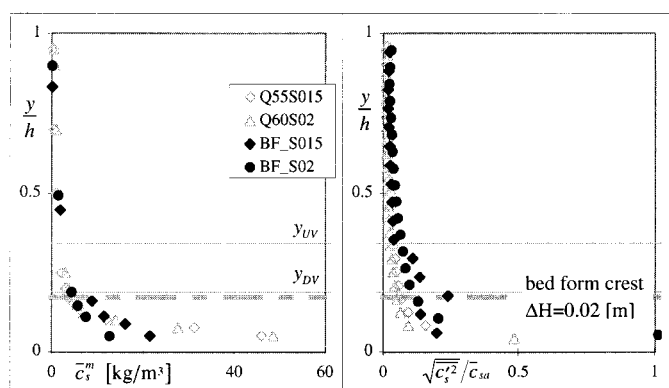 1
y
h
0.5
0
Q55S015
Q60S02
BF_S015
BF_S02
y_UV
y_DV
0 20 40 60
c̄_s^m [kg/m³]
1
y
h
0.5
0
bed form crest
ΔH=0.02 [m]
0 0.5 1
√(c_s'^2)/c̄_sa